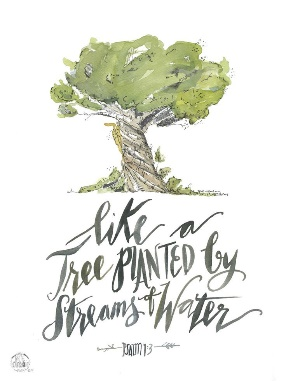 like a
Tree PLANTED by
Streams of Water
PSALM 1:3